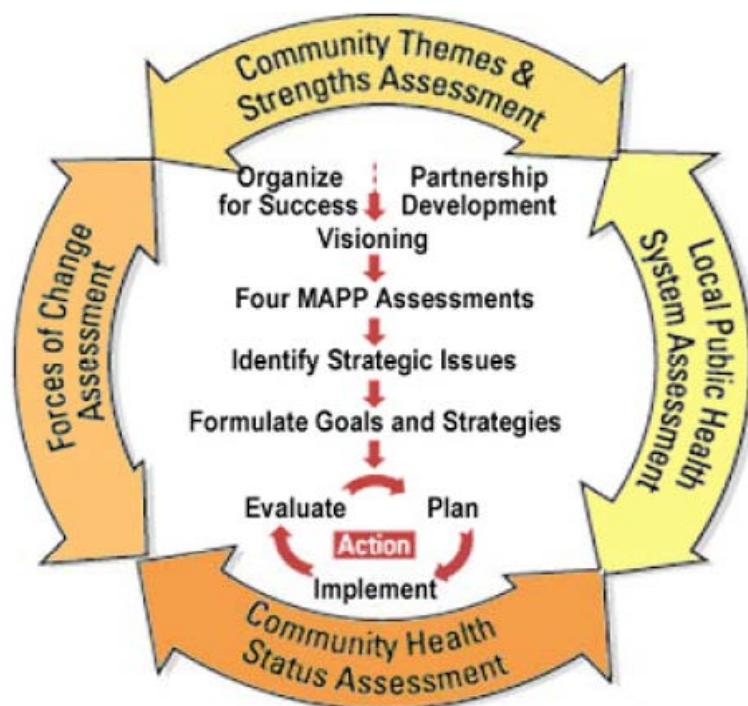 Community Themes &
Strengths Assessment
Organize
for Success
Partnership
Development
Visioning
Four MAPP Assessments
Identify Strategic Issues
Formulate Goals and Strategies
Evaluate
Plan
Action
Implement
Forces of Change
Assessment
Local Public Health
System Assessment
Community Health
Status Assessment